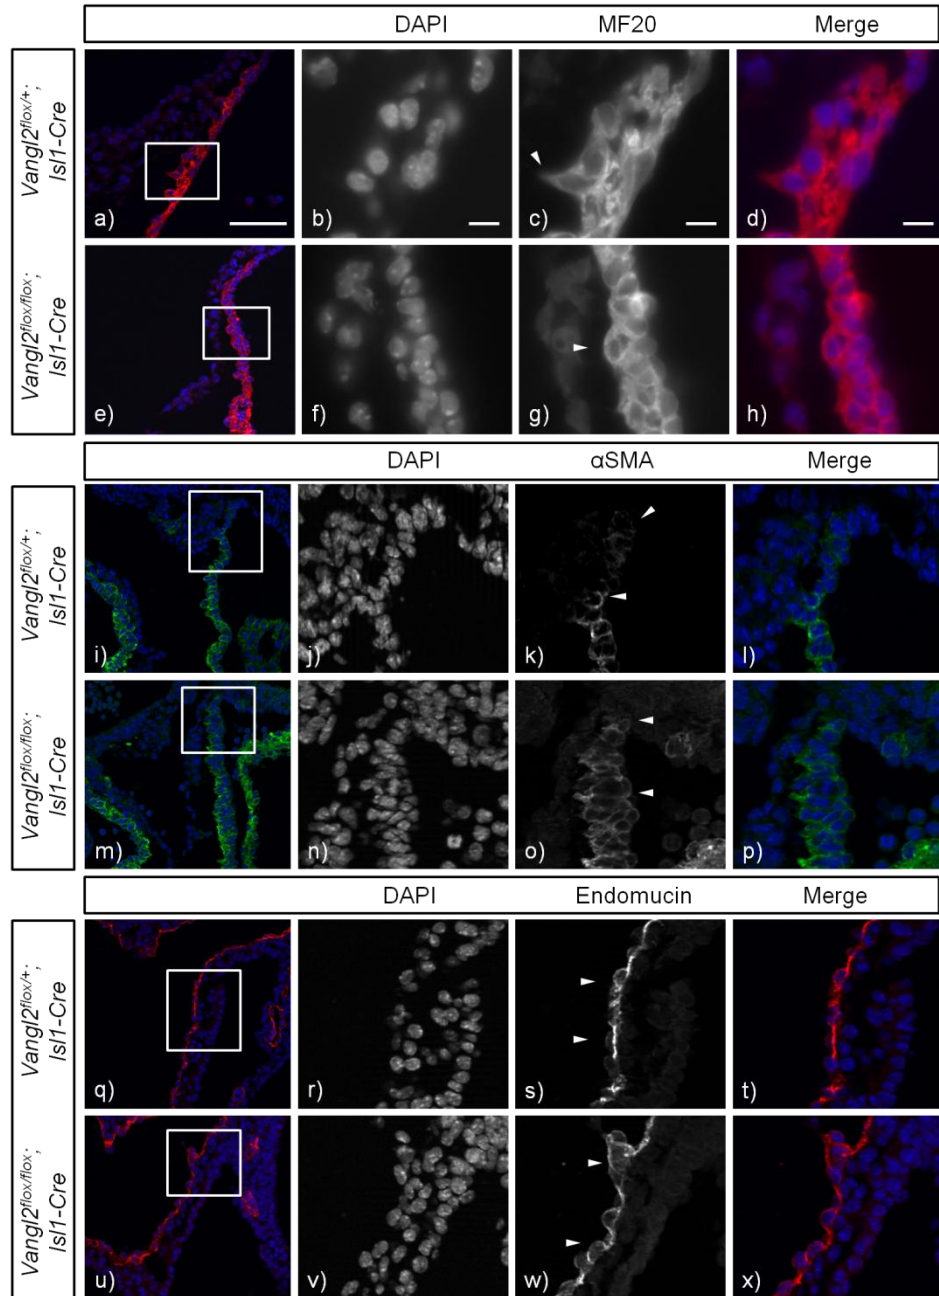 DAPI MF20 Merge
Vangl2flox/+;
Isl1-Cre
a) b) c) d)
Vangl2flox/flox;
Isl1-Cre
e) f) g) h)
DAPI αSMA Merge
Vangl2flox/+;
Isl1-Cre
i) j) k) l)
Vangl2flox/flox;
Isl1-Cre
m) n) o) p)
DAPI Endomucin Merge
Vangl2flox/+;
Isl1-Cre
q) r) s) t)
Vangl2flox/flox;
Isl1-Cre
u) v) w) x)